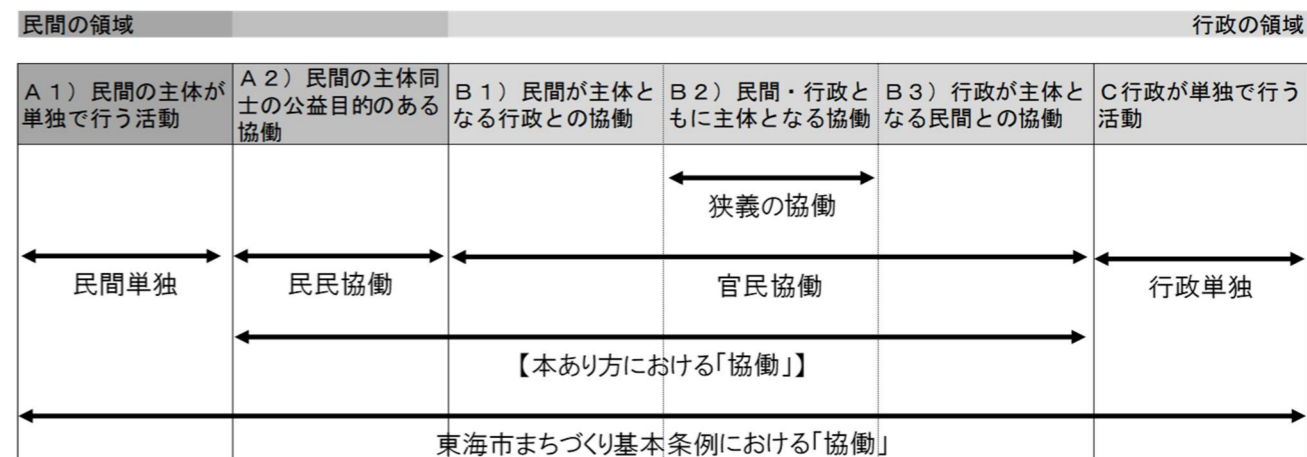 民間の領域
行政の領域
A1）民間の主体が
単独で行う活動
A2）民間の主体同
士の公益目的のある
協働
B1）民間が主体と
なる行政との協働
B2）民間・行政と
もに主体となる協働
B3）行政が主体と
なる民間との協働
C行政が単独で行う
活動
狭義の協働
民間単独
民民協働
官民協働
行政単独
【本あり方における「協働」】
東海市まちづくり基本条例における「協働」